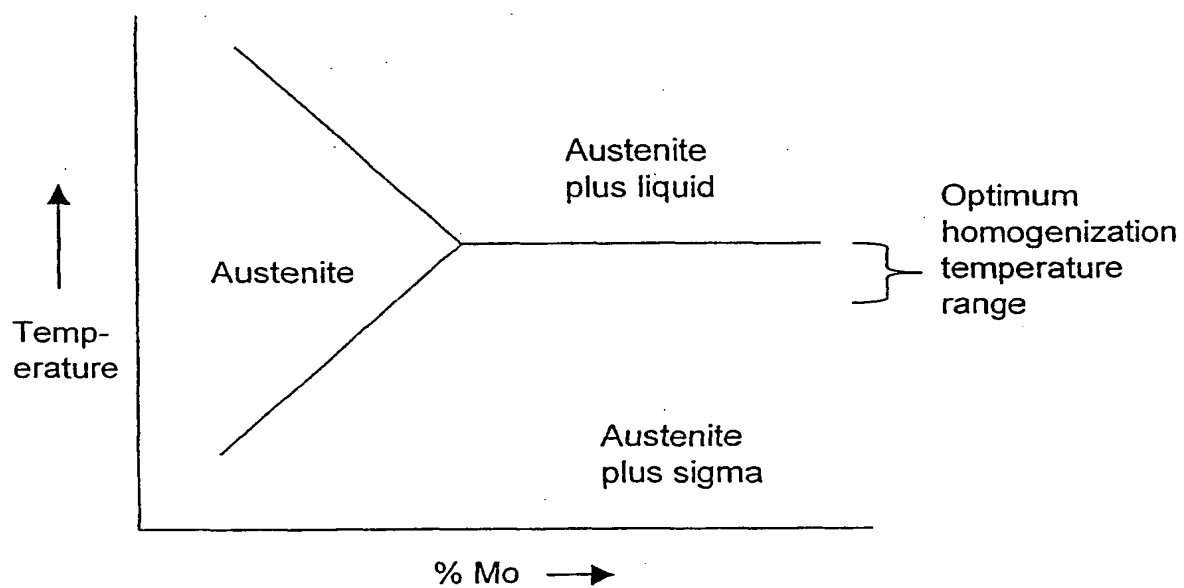 Austenite
plus liquid
Optimum
homogenization
temperature
range
Austenite
Temp-
erature
Austenite
plus sigma
% Mo